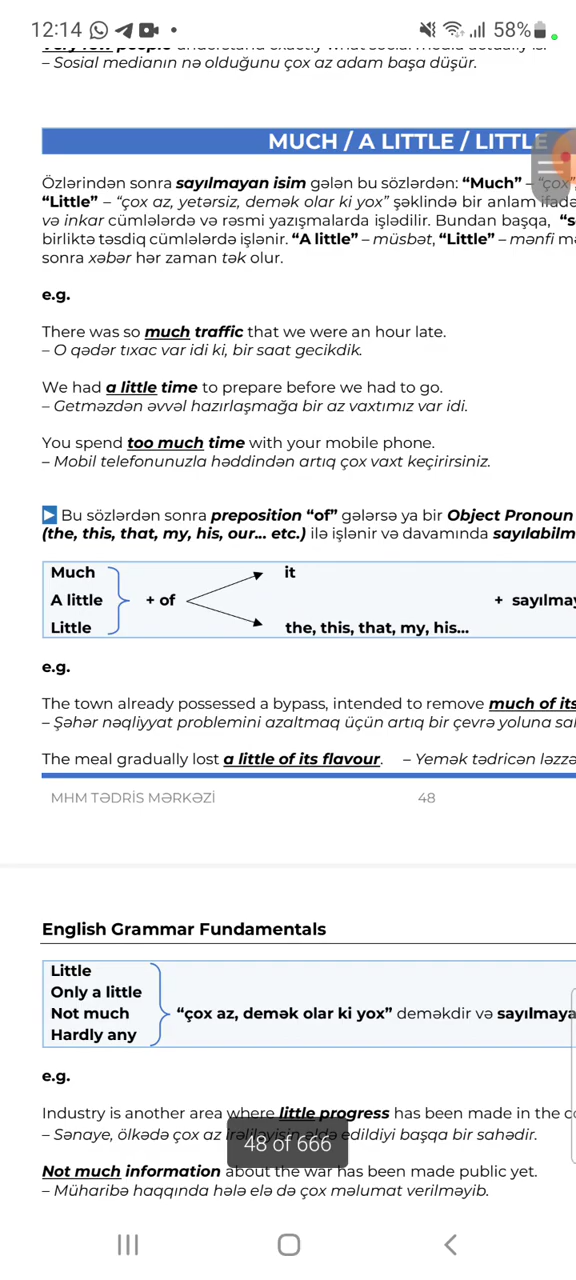 12:14
58%
– Sosial medianın nə olduğunu çox az adam başa düşür.
MUCH / A LITTLE / LITTLE
Özlərindən sonra sayılmayan isim gələn bu sözlərdən: “Much” – “çox”
“Little” – “çox az, yetərsiz, demək olar ki yox” şəklində bir anlam ifadə
və inkar cümlələrdə və rəsmi yazışmalarda işlədilir. Bundan başqa, “s
birliktə təsdiq cümlələrdə işlənir. “A little” – müsbət, “Little” – mənfi mə
sonra xəbər hər zaman tək olur.
e.g.
There was so much traffic that we were an hour late.
– O qədər tıxac var idi ki, bir saat gecikdik.
We had a little time to prepare before we had to go.
– Getməzdən əvvəl hazırlaşmağa bir az vaxtımız var idi.
You spend too much time with your mobile phone.
– Mobil telefonunuzla həddindən artıq çox vaxt keçirirsiniz.
Bu sözlərdən sonra preposition “of” gələrsə ya bir Object Pronoun
(the, this, that, my, his, our... etc.) ilə işlənir və davamında sayılabilm
Much it
A little + of + sayılmay
Little the, this, that, my, his...
e.g.
The town already possessed a bypass, intended to remove much of its
– Şəhər nəqliyyat problemini azaltmaq üçün artıq bir çevrə yoluna sa
The meal gradually lost a little of its flavour. – Yemək tədricən ləzzə
MHM TƏDRİS MƏRKƏZİ 48
English Grammar Fundamentals
Little
Only a little
Not much “çox az, demək olar ki yox” deməkdir və sayılmaya
Hardly any
e.g.
Industry is another area where little progress has been made in the c
– Sənaye, ölkədə çox az irəliləyişin əldə edildiyi başqa bir sahədir.
48 of 666
Not much information about the war has been made public yet.
– Müharibə haqqında hələ elə də çox məlumat verilməyib.